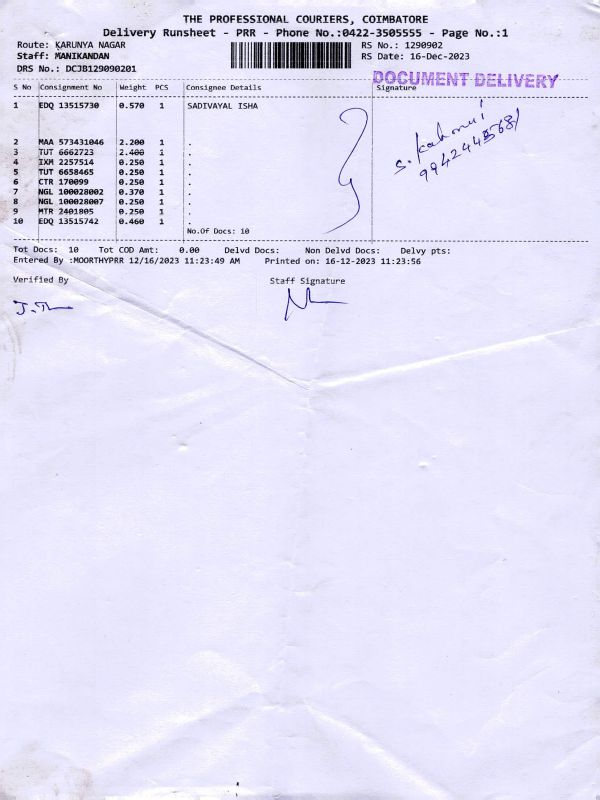 THE PROFESSIONAL COURIERS, COIMBATORE
Delivery Runsheet - PRR - Phone No.:0422-3505555 - Page No.:1
Route: KARUNYA NAGAR RS No.: 1290902
Staff: MANIKANDAN RS Date: 16-Dec-2023
DRS No.: DCJB129090201
DOCUMENT DELIVERY
S No Consignment No Weight PCS Consignee Details Signature
1 EDQ 13515730 0.570 1 SADIVAYAL ISHA
2 MAA 573431046 2.200 1 .
3 TUT 6662723 2.400 1 .
4 IXM 2257514 0.250 1 .
5 TUT 6658465 0.250 1 .
6 CTR 170099 0.250 1 .
7 NGL 100028002 0.370 1 .
8 NGL 100028007 0.250 1 .
9 MTR 2401805 0.250 1 .
10 EDQ 13515742 0.460 1 .
No.Of Docs: 10
Tot Docs: 10 Tot COD Amt: 0.00 Delvd Docs: Non Delvd Docs: Delvy pts:
Entered By :MOORTHYPRR 12/16/2023 11:23:49 AM Printed on: 16-12-2023 11:23:56
Verified By Staff Signature